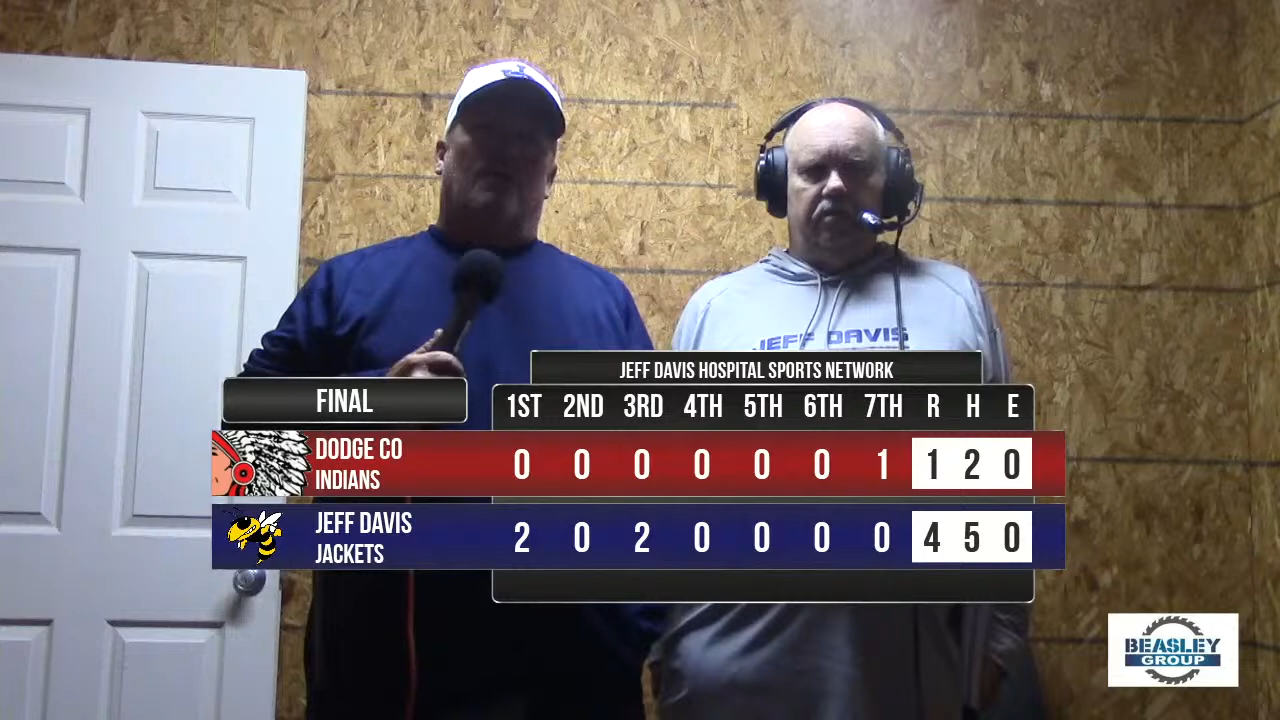 J
JEFF DAVIS
JEFF DAVIS HOSPITAL SPORTS NETWORK
FINAL
1ST 2ND 3RD 4TH 5TH 6TH 7TH R H E
DODGE CO
INDIANS
0 0 0 0 0 0 1 1 2 0
JEFF DAVIS
JACKETS
2 0 2 0 0 0 0 4 5 0
BEASLEY
GROUP